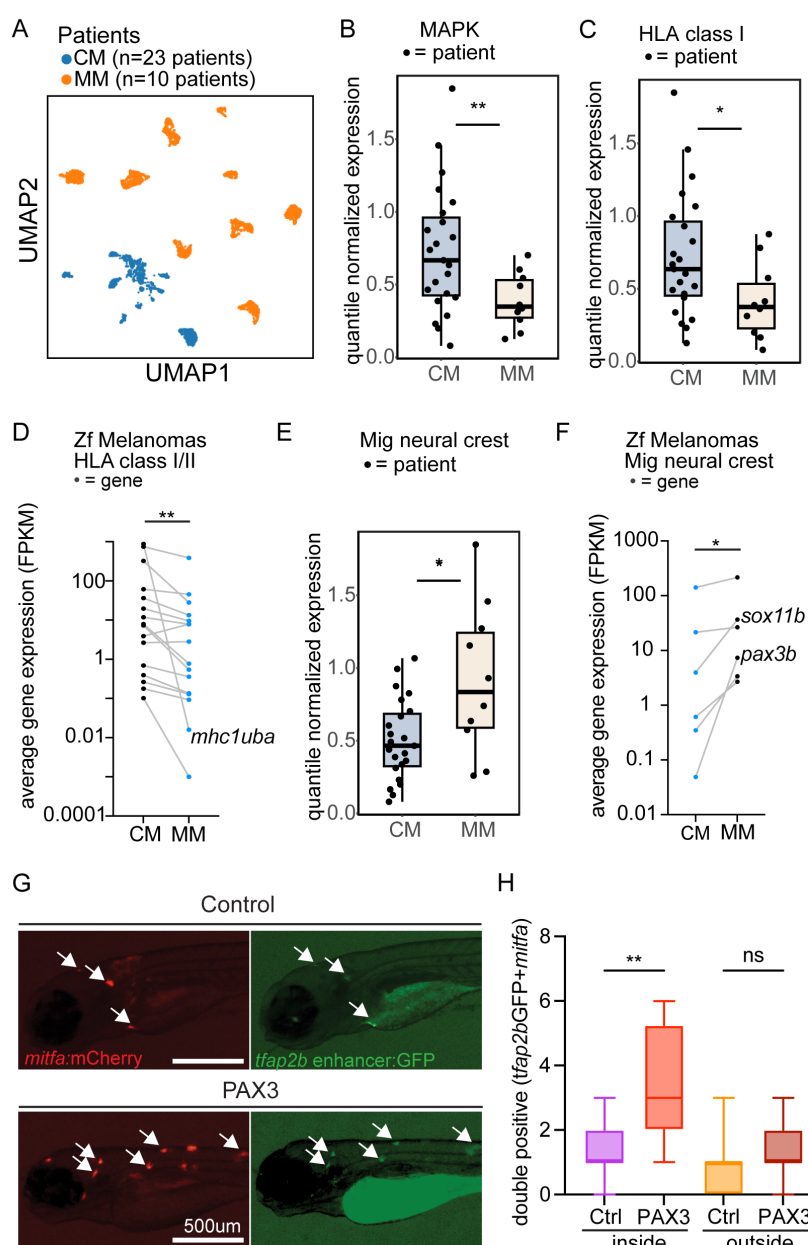 A
Patients
CM (n=23 patients)
MM (n=10 patients)
UMAP2
UMAP1
B
MAPK
= patient
quantile normalized expression
**
1.5
1.0
0.5
0.0
CM MM
C
HLA class I
= patient
quantile normalized expression
*
1.5
1.0
0.5
0.0
CM MM
D
Zf Melanomas
HLA class I/II
= gene
average gene expression (FPKM)
**
100
1
0.01
0.0001
mhc1uba
CM MM
E
Mig neural crest
= patient
quantile normalized expression
*
1.5
1.0
0.5
0.0
CM MM
F
Zf Melanomas
Mig neural crest
= gene
average gene expression (FPKM)
*
1000
100
10
1
0.1
0.01
sox11b
pax3b
CM MM
G
Control
mitfa:mCherry
tfap2b enhancer:GFP
PAX3
500um
H
double positive (tfap2bGFP+mitfa)
8
6
4
2
0
**
ns
Ctrl PAX3 Ctrl PAX3
inside outside